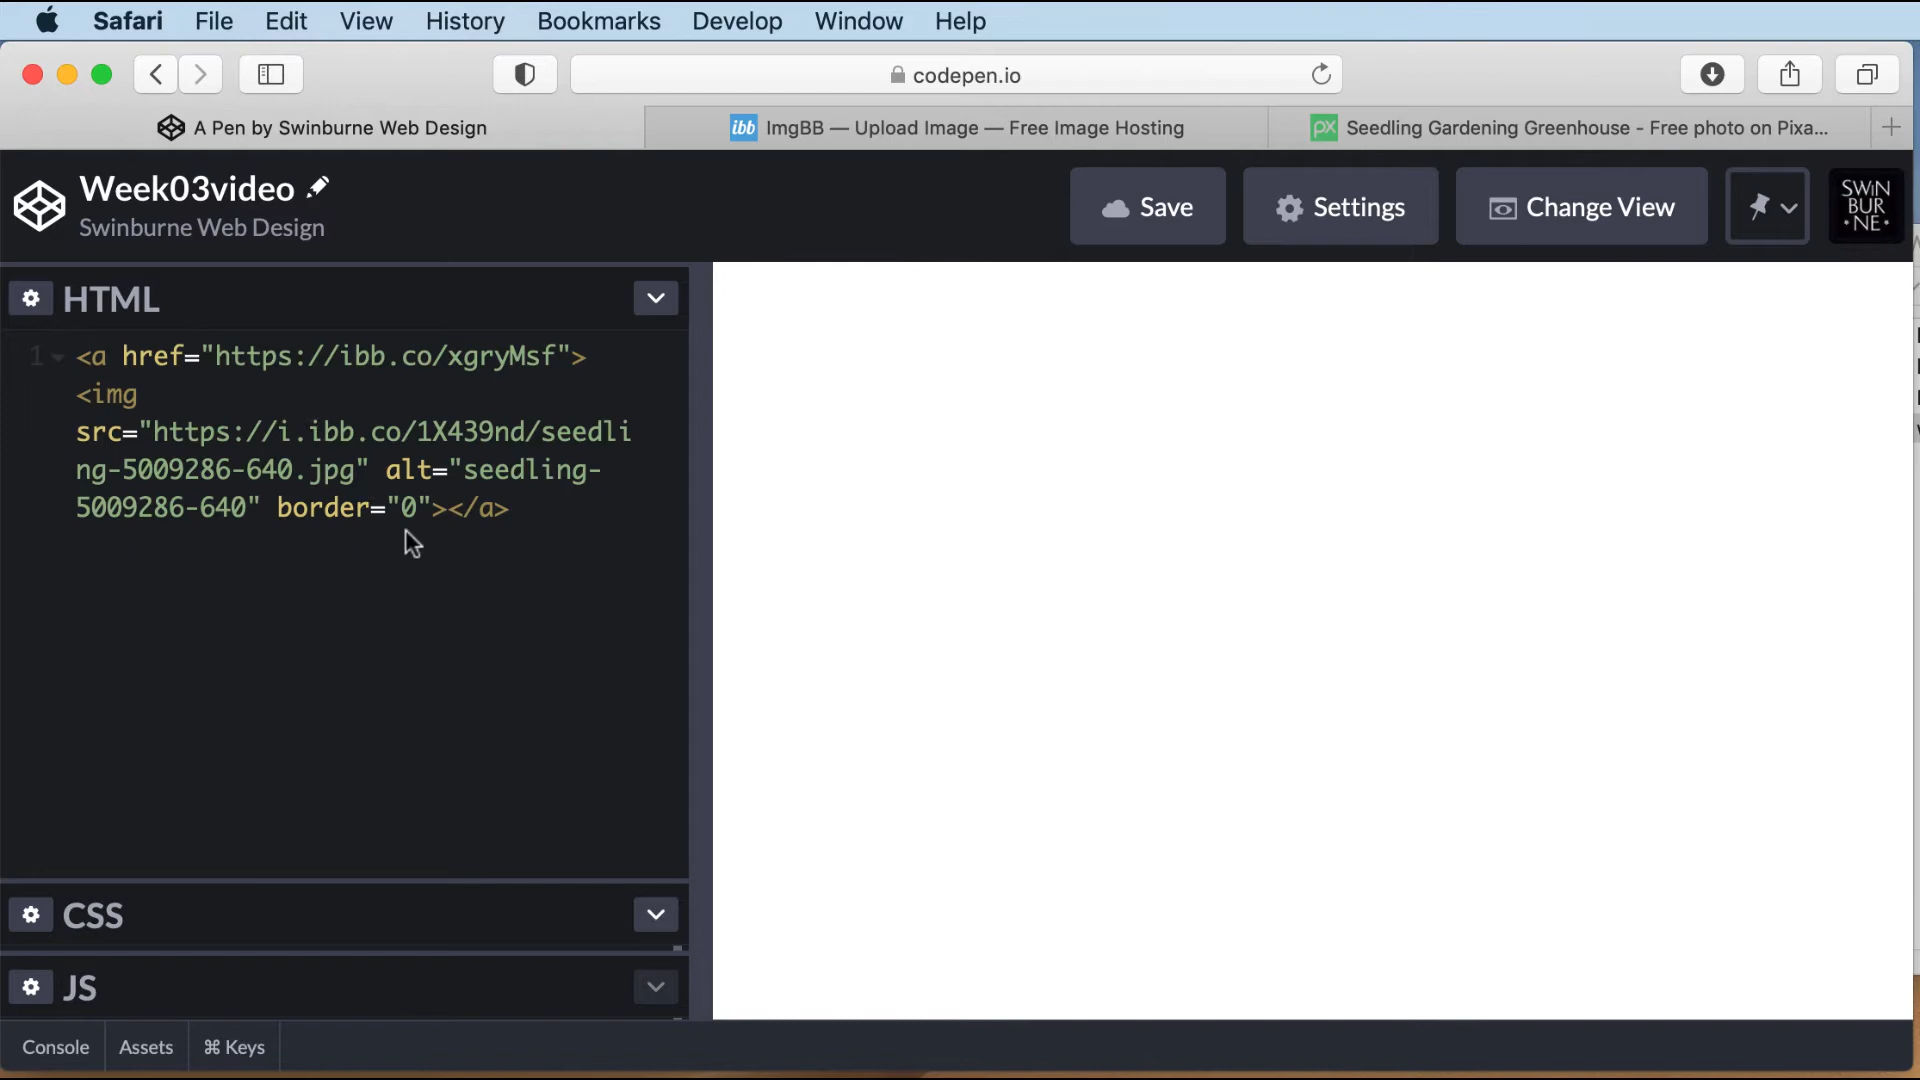 Safari File Edit View History Bookmarks Develop Window Help
codepen.io
A Pen by Swinburne Web Design
ibb ImgBB — Upload Image — Free Image Hosting
px Seedling Gardening Greenhouse - Free photo on Pixa...
Week03video
Swinburne Web Design
Save
Settings
Change View
SWIN
BUR
NE
HTML
1 <a href="https://ibb.co/xgryMsf">
<img
src="https://i.ibb.co/1X439nd/seedli
ng-5009286-640.jpg" alt="seedling-
5009286-640" border="0"></a>
CSS
JS
Console Assets ⌘ Keys